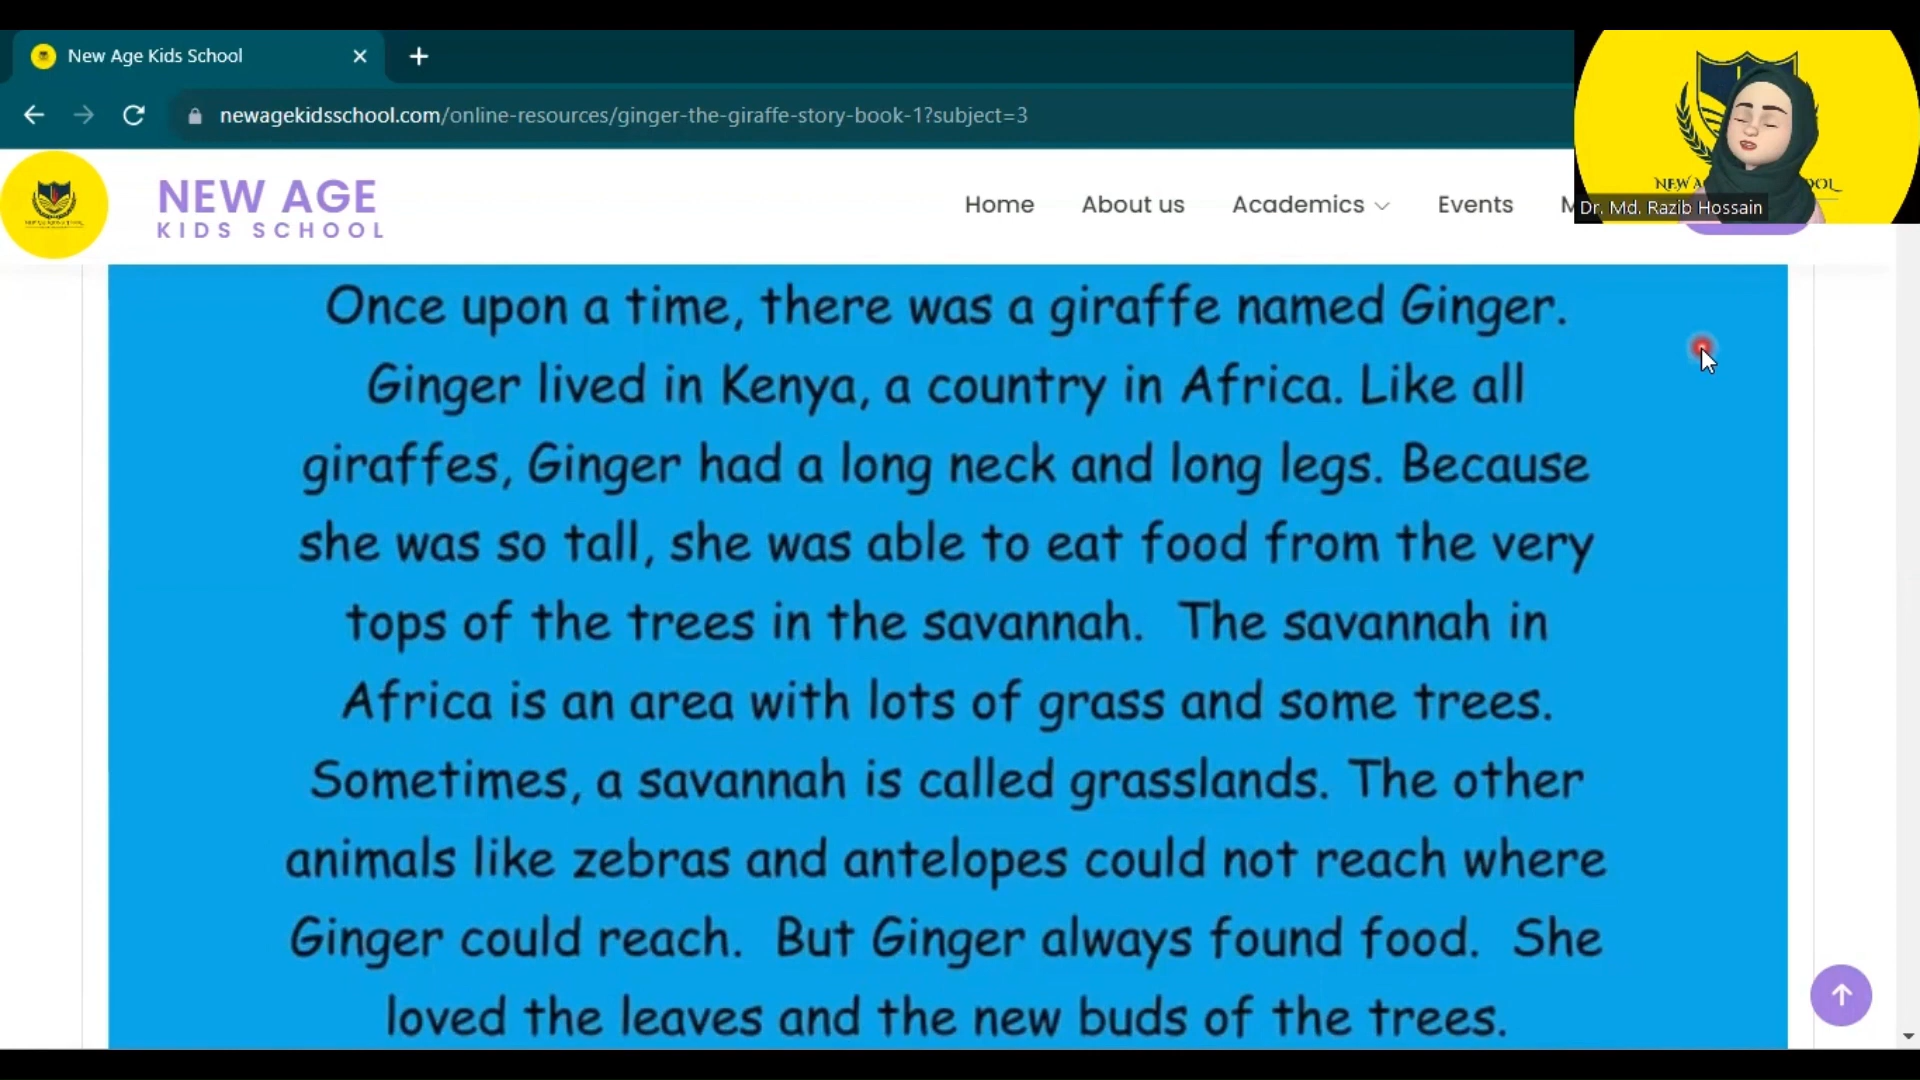 New Age Kids School
newagekidsschool.com/online-resources/ginger-the-giraffe-story-book-1?subject=3
NEW AGE
KIDS SCHOOL
Home About us Academics Events
Dr. Md. Razib Hossain
Once upon a time, there was a giraffe named Ginger.
Ginger lived in Kenya, a country in Africa. Like all
giraffes, Ginger had a long neck and long legs. Because
she was so tall, she was able to eat food from the very
tops of the trees in the savannah. The savannah in
Africa is an area with lots of grass and some trees.
Sometimes, a savannah is called grasslands. The other
animals like zebras and antelopes could not reach where
Ginger could reach. But Ginger always found food. She
loved the leaves and the new buds of the trees.